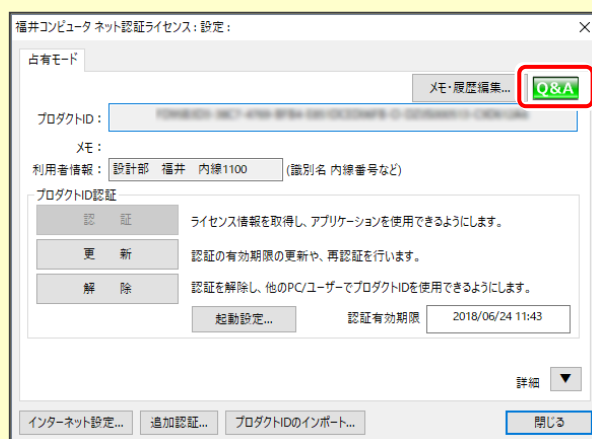 福井コンピュータ ネット認証ライセンス : 設定 :
占有モード
メモ・履歴編集... Q&A
プロダクトID :
メモ :
利用者情報 : 設計部 福井 内線1100 (識別名 内線番号など)
プロダクトID認証
認 証 ライセンス情報を取得し、アプリケーションを使用できるようにします。
更 新 認証の有効期限の更新や、再認証を行います。
解 除 認証を解除し、他のPC/ユーザーでプロダクトIDを使用できるようにします。
起動設定... 認証有効期限 2018/06/24 11:43
詳細 ▼
インターネット設定... 追加認証... プロダクトIDのインポート... 閉じる